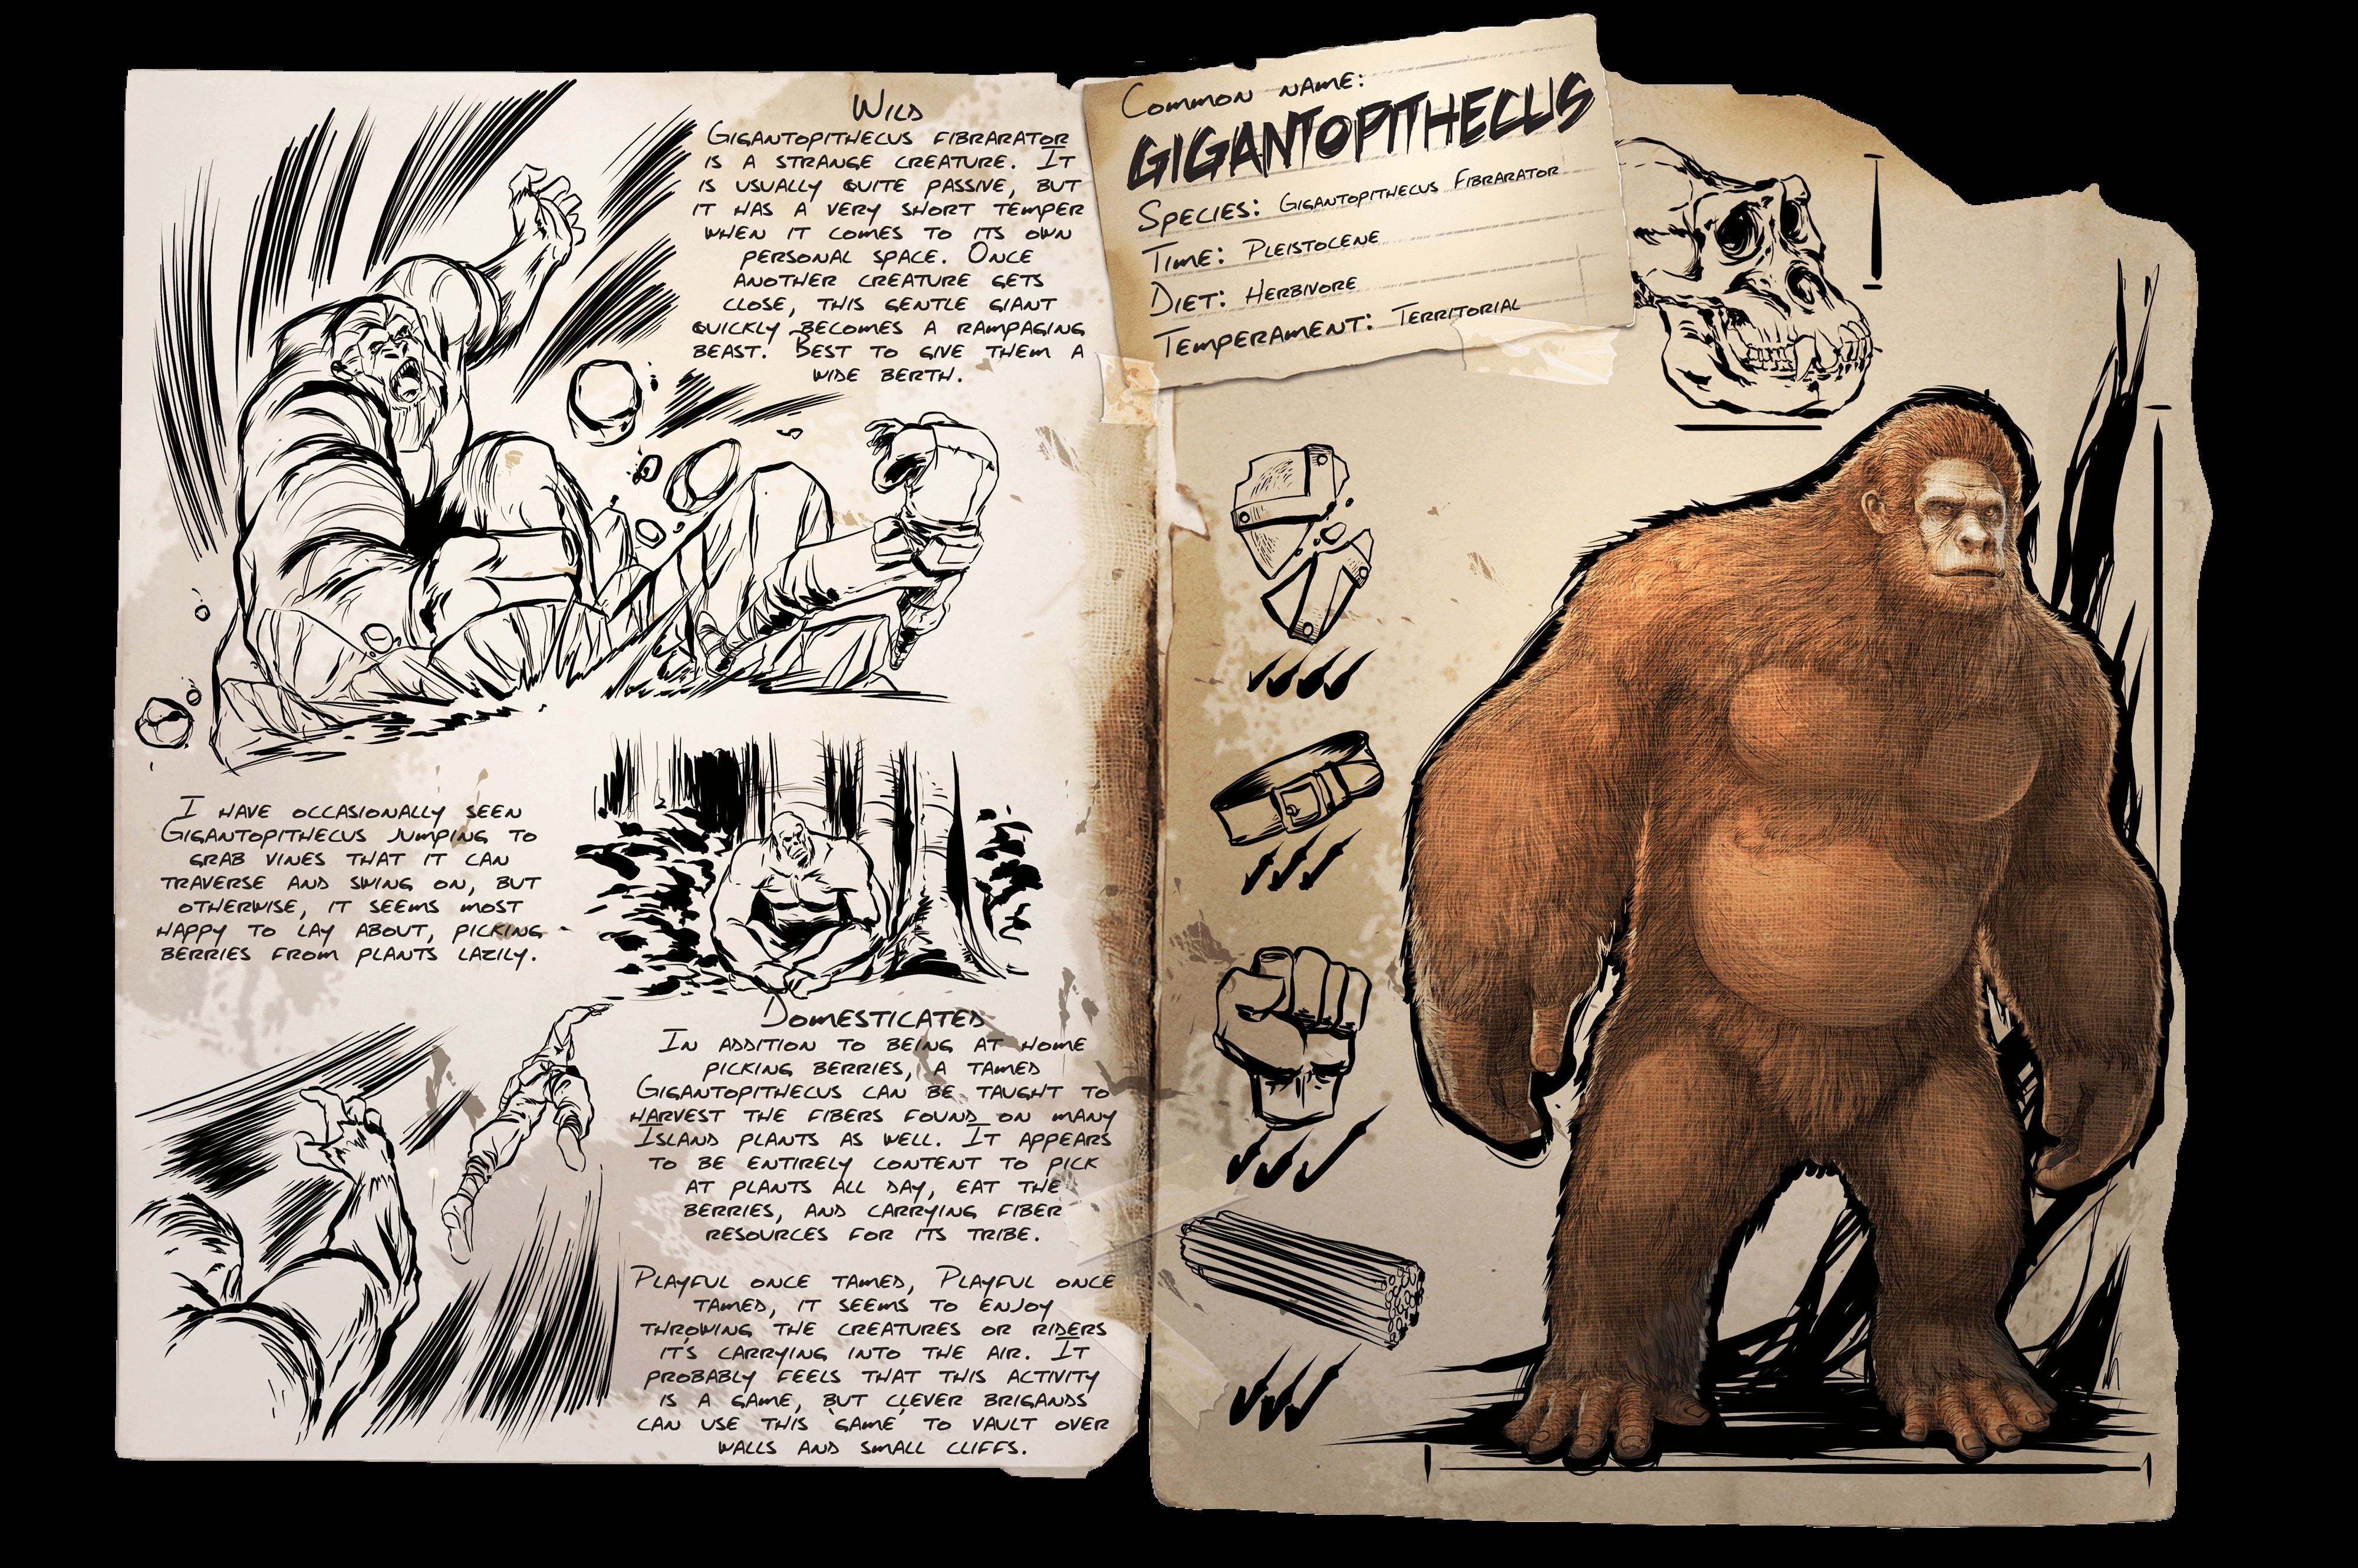 Wild
Gigantopithecus fibrarator
is a strange creature. It
is usually quite passive, but
it has a very short temper
when it comes to its own
personal space. Once
another creature gets
close, this gentle giant
quickly becomes a rampaging
beast. Best to give them a
wide berth.
I have occasionally seen
Gigantopithecus jumping to
grab vines that it can
traverse and swing on, but
otherwise, it seems most
happy to lay about, picking
berries from plants lazily.
Domesticated
In addition to being at home
picking berries, a tamed
Gigantopithecus can be taught to
harvest the fibers found on many
Island plants as well. It appears
to be entirely content to pick
at plants all day, eat the
berries, and carrying fiber
resources for its tribe.
Playful once tamed, Playful once
tamed, it seems to enjoy
throwing the creatures or riders
it's carrying into the air. It
probably feels that this activity
is a game, but clever brigands
can use this 'game' to vault over
walls and small cliffs.
Common name:
GIGANTOPITHECUS
Species: Gigantopithecus Fibrarator
Time: Pleistocene
Diet: Herbivore
Temperament: Territorial